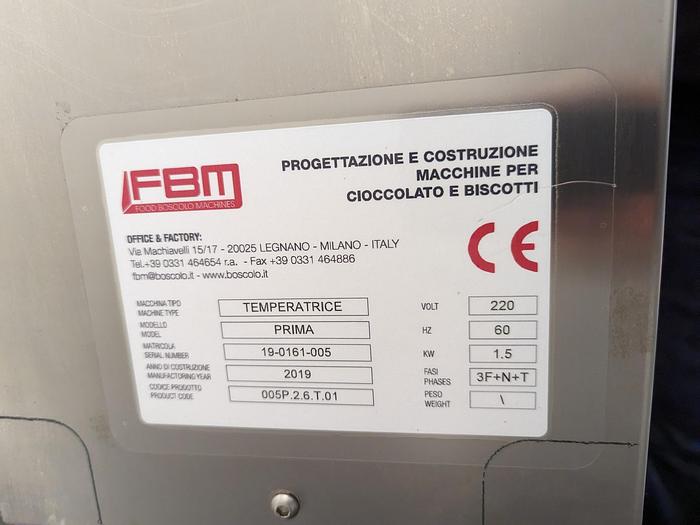 FBM
FOOD BOSCOLO MACHINES
PROGETTAZIONE E COSTRUZIONE
MACCHINE PER
CIOCCOLATO E BISCOTTI
CE
OFFICE & FACTORY:
Via Machiavelli 15/17 - 20025 LEGNANO - MILANO - ITALY
Tel.+39 0331 464654 r.a. - Fax +39 0331 464886
fbm@boscolo.it - www.boscolo.it
MACCHINA TIPO
MACHINE TYPE
TEMPERATRICE
MODELLO
MODEL
PRIMA
MATRICOLA
SERIAL NUMBER
19-0161-005
ANNO DI COSTRUZIONE
MANUFACTORING YEAR
2019
CODICE PRODOTTO
PRODUCT CODE
005P.2.6.T.01
VOLT
220
HZ
60
KW
1.5
FASI
PHASES
3F+N+T
PESO
WEIGHT
\